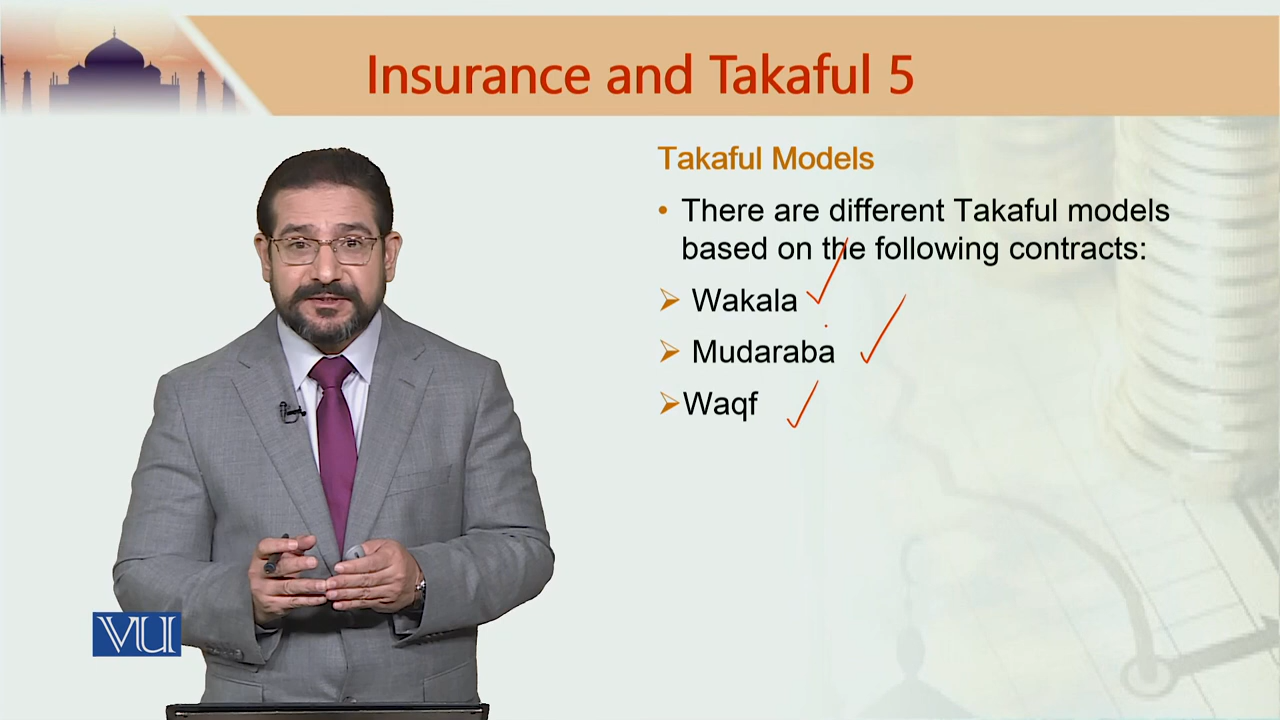 Insurance and Takaful 5
Takaful Models
• There are different Takaful models
based on the following contracts:
➢ Wakala
➢ Mudaraba
➢Waqf
VU